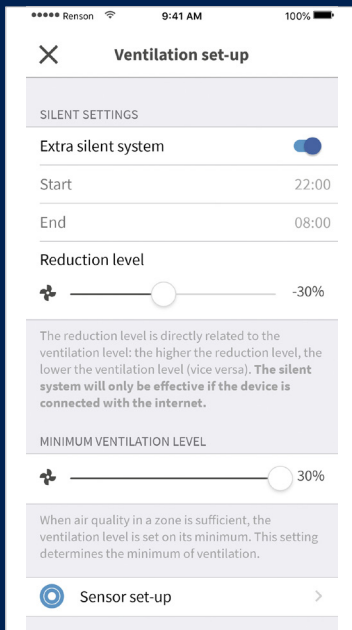 Renson 9:41 AM 100%
Ventilation set-up
SILENT SETTINGS
Extra silent system
Start 22:00
End 08:00
Reduction level
-30%
The reduction level is directly related to the
ventilation level: the higher the reduction level, the
lower the ventilation level (vice versa). The silent
system will only be effective if the device is
connected with the internet.
MINIMUM VENTILATION LEVEL
30%
When air quality in a zone is sufficient, the
ventilation level is set on its minimum. This setting
determines the minimum of ventilation.
Sensor set-up